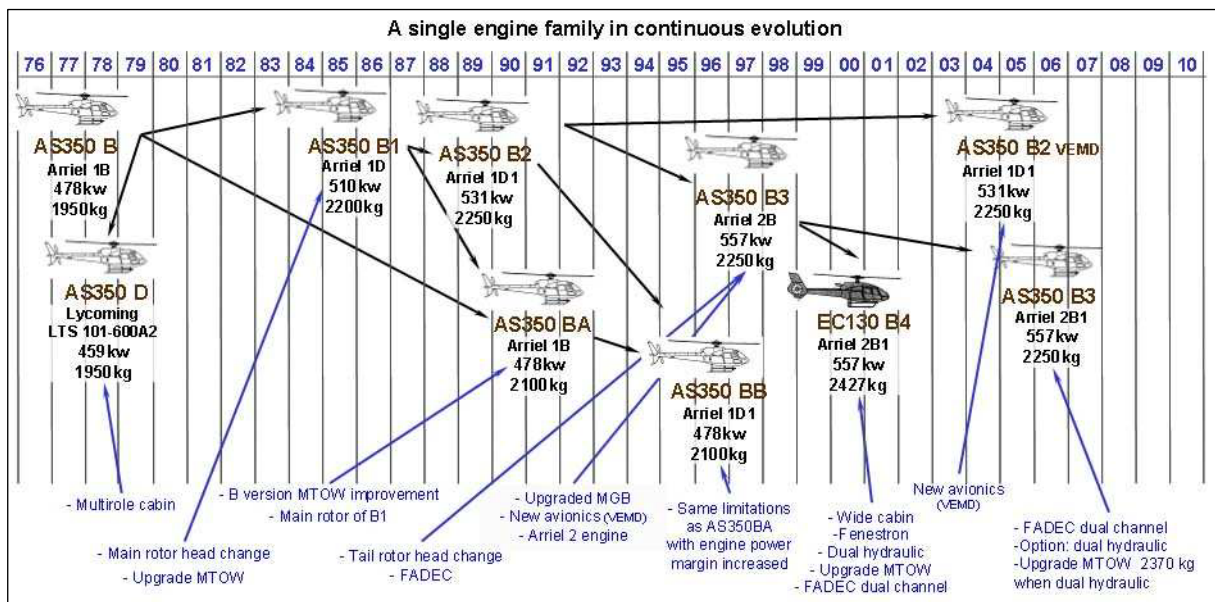 A single engine family in continuous evolution
76 77 78 79 80 81 82 83 84 85 86 87 88 89 90 91 92 93 94 95 96 97 98 99 00 01 02 03 04 05 06 07 08 09 10
AS350 B
Arriel 1B
478kw
1950kg
AS350 D
Lycoming
LTS 101-600A2
459kw
1950kg
AS350 B1
Arriel 1D
510kw
2200kg
AS350 B2
Arriel 1D1
531kw
2250kg
AS350 BA
Arriel 1B
478kw
2100kg
AS350 B3
Arriel 2B
557kw
2250kg
AS350 BB
Arriel 1D1
478kw
2100kg
EC130 B4
Arriel 2B1
557kw
2427kg
AS350 B2 VEMD
Arriel 1D1
531kw
2250kg
AS350 B3
Arriel 2B1
557kw
2250kg
- Multirole cabin
- Main rotor head change
- Upgrade MTOW
- B version MTOW improvement
- Main rotor of B1
- Tail rotor head change
- FADEC
- Upgraded MGB
- New avionics (VEMD)
- Arriel 2 engine
- Same limitations
as AS350BA
with engine power
margin increased
- Wide cabin
- Fenestron
- Dual hydraulic
- Upgrade MTOW
- FADEC dual channel
New avionics
(VEMD)
- FADEC dual channel
-Option: dual hydraulic
-Upgrade MTOW 2370 kg
when dual hydraulic